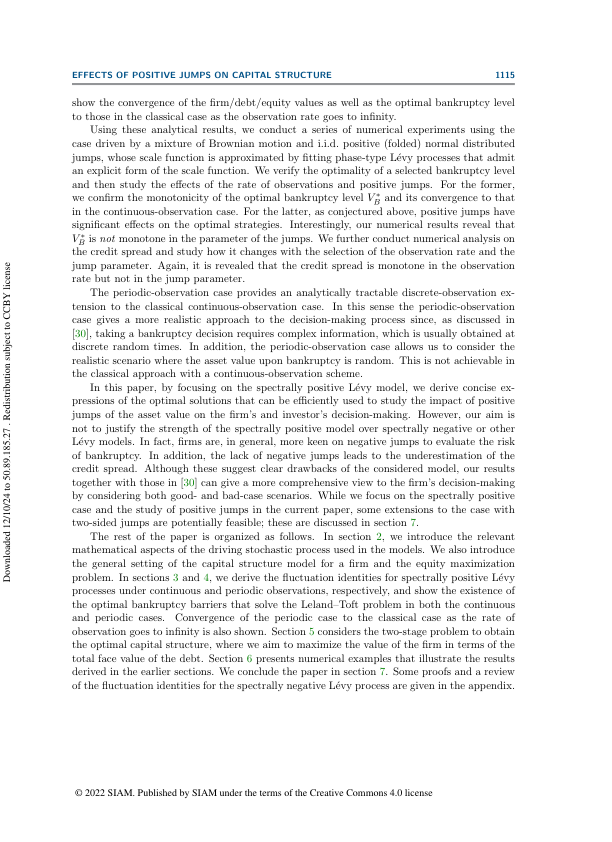 EFFECTS OF POSITIVE JUMPS ON CAPITAL STRUCTURE 1115
show the convergence of the firm/debt/equity values as well as the optimal bankruptcy level
to those in the classical case as the observation rate goes to infinity.
Using these analytical results, we conduct a series of numerical experiments using the
case driven by a mixture of Brownian motion and i.i.d. positive (folded) normal distributed
jumps, whose scale function is approximated by fitting phase-type Lévy processes that admit
an explicit form of the scale function. We verify the optimality of a selected bankruptcy level
and then study the effects of the rate of observations and positive jumps. For the former,
we confirm the monotonicity of the optimal bankruptcy level V*_B and its convergence to that
in the continuous-observation case. For the latter, as conjectured above, positive jumps have
significant effects on the optimal strategies. Interestingly, our numerical results reveal that
V*_B is not monotone in the parameter of the jumps. We further conduct numerical analysis on
the credit spread and study how it changes with the selection of the observation rate and the
jump parameter. Again, it is revealed that the credit spread is monotone in the observation
rate but not in the jump parameter.
The periodic-observation case provides an analytically tractable discrete-observation ex-
tension to the classical continuous-observation case. In this sense the periodic-observation
case gives a more realistic approach to the decision-making process since, as discussed in
[30], taking a bankruptcy decision requires complex information, which is usually obtained at
discrete random times. In addition, the periodic-observation case allows us to consider the
realistic scenario where the asset value upon bankruptcy is random. This is not achievable in
the classical approach with a continuous-observation scheme.
In this paper, by focusing on the spectrally positive Lévy model, we derive concise ex-
pressions of the optimal solutions that can be efficiently used to study the impact of positive
jumps of the asset value on the firm's and investor's decision-making. However, our aim is
not to justify the strength of the spectrally positive model over spectrally negative or other
Lévy models. In fact, firms are, in general, more keen on negative jumps to evaluate the risk
of bankruptcy. In addition, the lack of negative jumps leads to the underestimation of the
credit spread. Although these suggest clear drawbacks of the considered model, our results
together with those in [30] can give a more comprehensive view to the firm's decision-making
by considering both good- and bad-case scenarios. While we focus on the spectrally positive
case and the study of positive jumps in the current paper, some extensions to the case with
two-sided jumps are potentially feasible; these are discussed in section 7.
The rest of the paper is organized as follows. In section 2, we introduce the relevant
mathematical aspects of the driving stochastic process used in the models. We also introduce
the general setting of the capital structure model for a firm and the equity maximization
problem. In sections 3 and 4, we derive the fluctuation identities for spectrally positive Lévy
processes under continuous and periodic observations, respectively, and show the existence of
the optimal bankruptcy barriers that solve the Leland–Toft problem in both the continuous
and periodic cases. Convergence of the periodic case to the classical case as the rate of
observation goes to infinity is also shown. Section 5 considers the two-stage problem to obtain
the optimal capital structure, where we aim to maximize the value of the firm in terms of the
total face value of the debt. Section 6 presents numerical examples that illustrate the results
derived in the earlier sections. We conclude the paper in section 7. Some proofs and a review
of the fluctuation identities for the spectrally negative Lévy process are given in the appendix.
© 2022 SIAM. Published by SIAM under the terms of the Creative Commons 4.0 license
Downloaded 12/10/24 to 50.89.185.27 . Redistribution subject to CCBY license